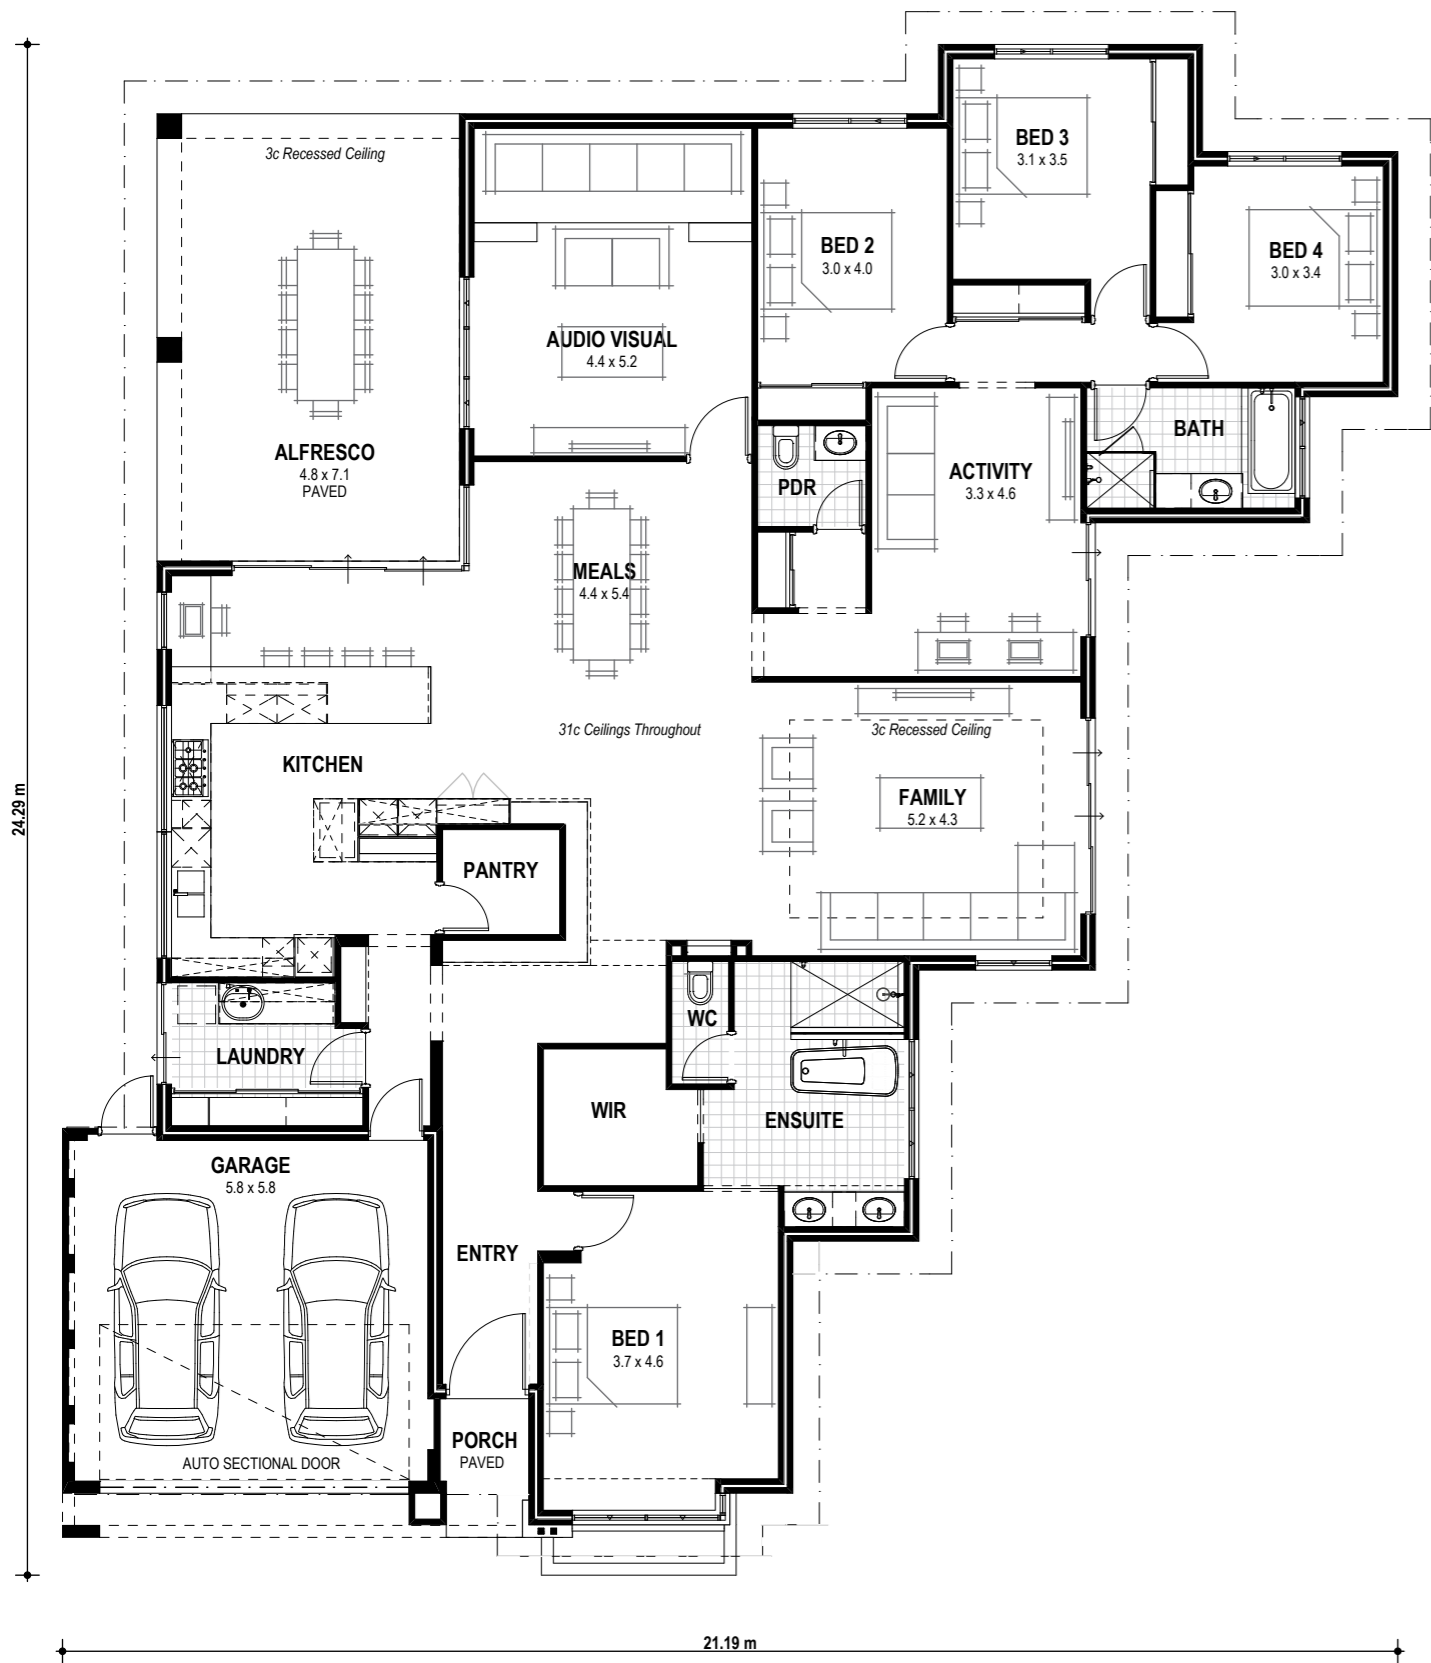 3c Recessed Ceiling
BED 3
3.1 x 3.5
BED 2
3.0 x 4.0
BED 4
3.0 x 3.4
AUDIO VISUAL
4.4 x 5.2
ALFRESCO
4.8 x 7.1
PAVED
BATH
ACTIVITY
3.3 x 4.6
PDR
MEALS
4.4 x 5.4
31c Ceilings Throughout
3c Recessed Ceiling
KITCHEN
FAMILY
5.2 x 4.3
24.29 m
PANTRY
WC
LAUNDRY
WIR
ENSUITE
GARAGE
5.8 x 5.8
ENTRY
BED 1
3.7 x 4.6
PORCH
PAVED
AUTO SECTIONAL DOOR
21.19 m